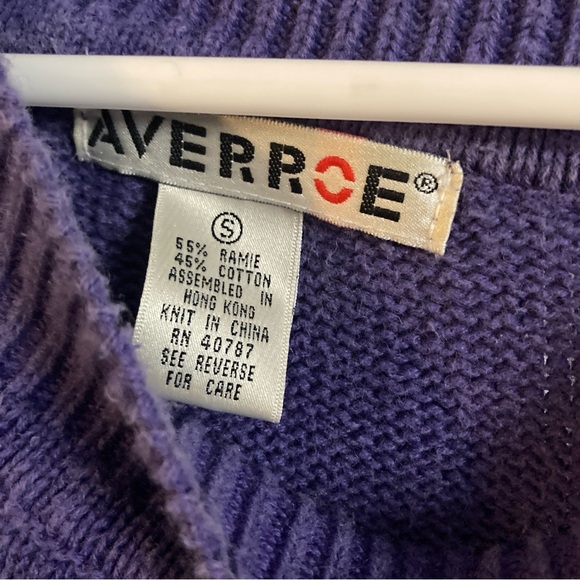 AVERROE®
S
55% RAMIE
45% COTTON
ASSEMBLED IN
HONG KONG
KNIT IN CHINA
RN 40787
SEE REVERSE
FOR CARE